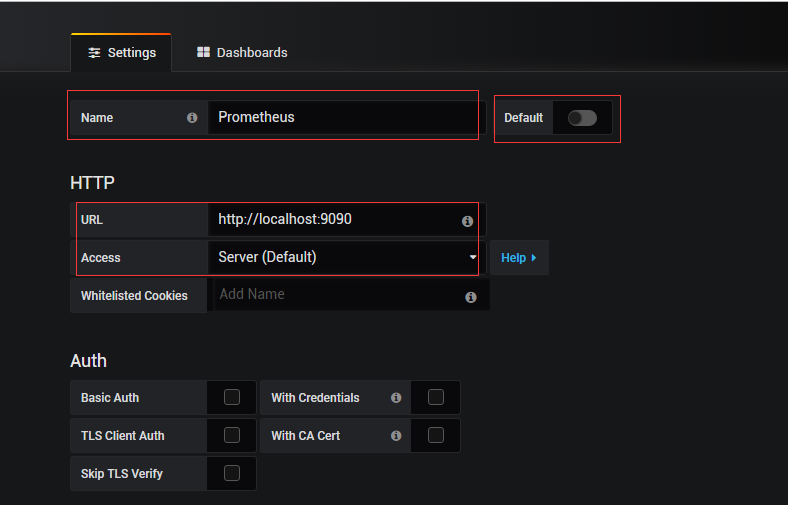 Settings Dashboards
Name Prometheus Default
HTTP
URL http://localhost:9090
Access Server (Default) Help
Whitelisted Cookies Add Name
Auth
Basic Auth With Credentials
TLS Client Auth With CA Cert
Skip TLS Verify